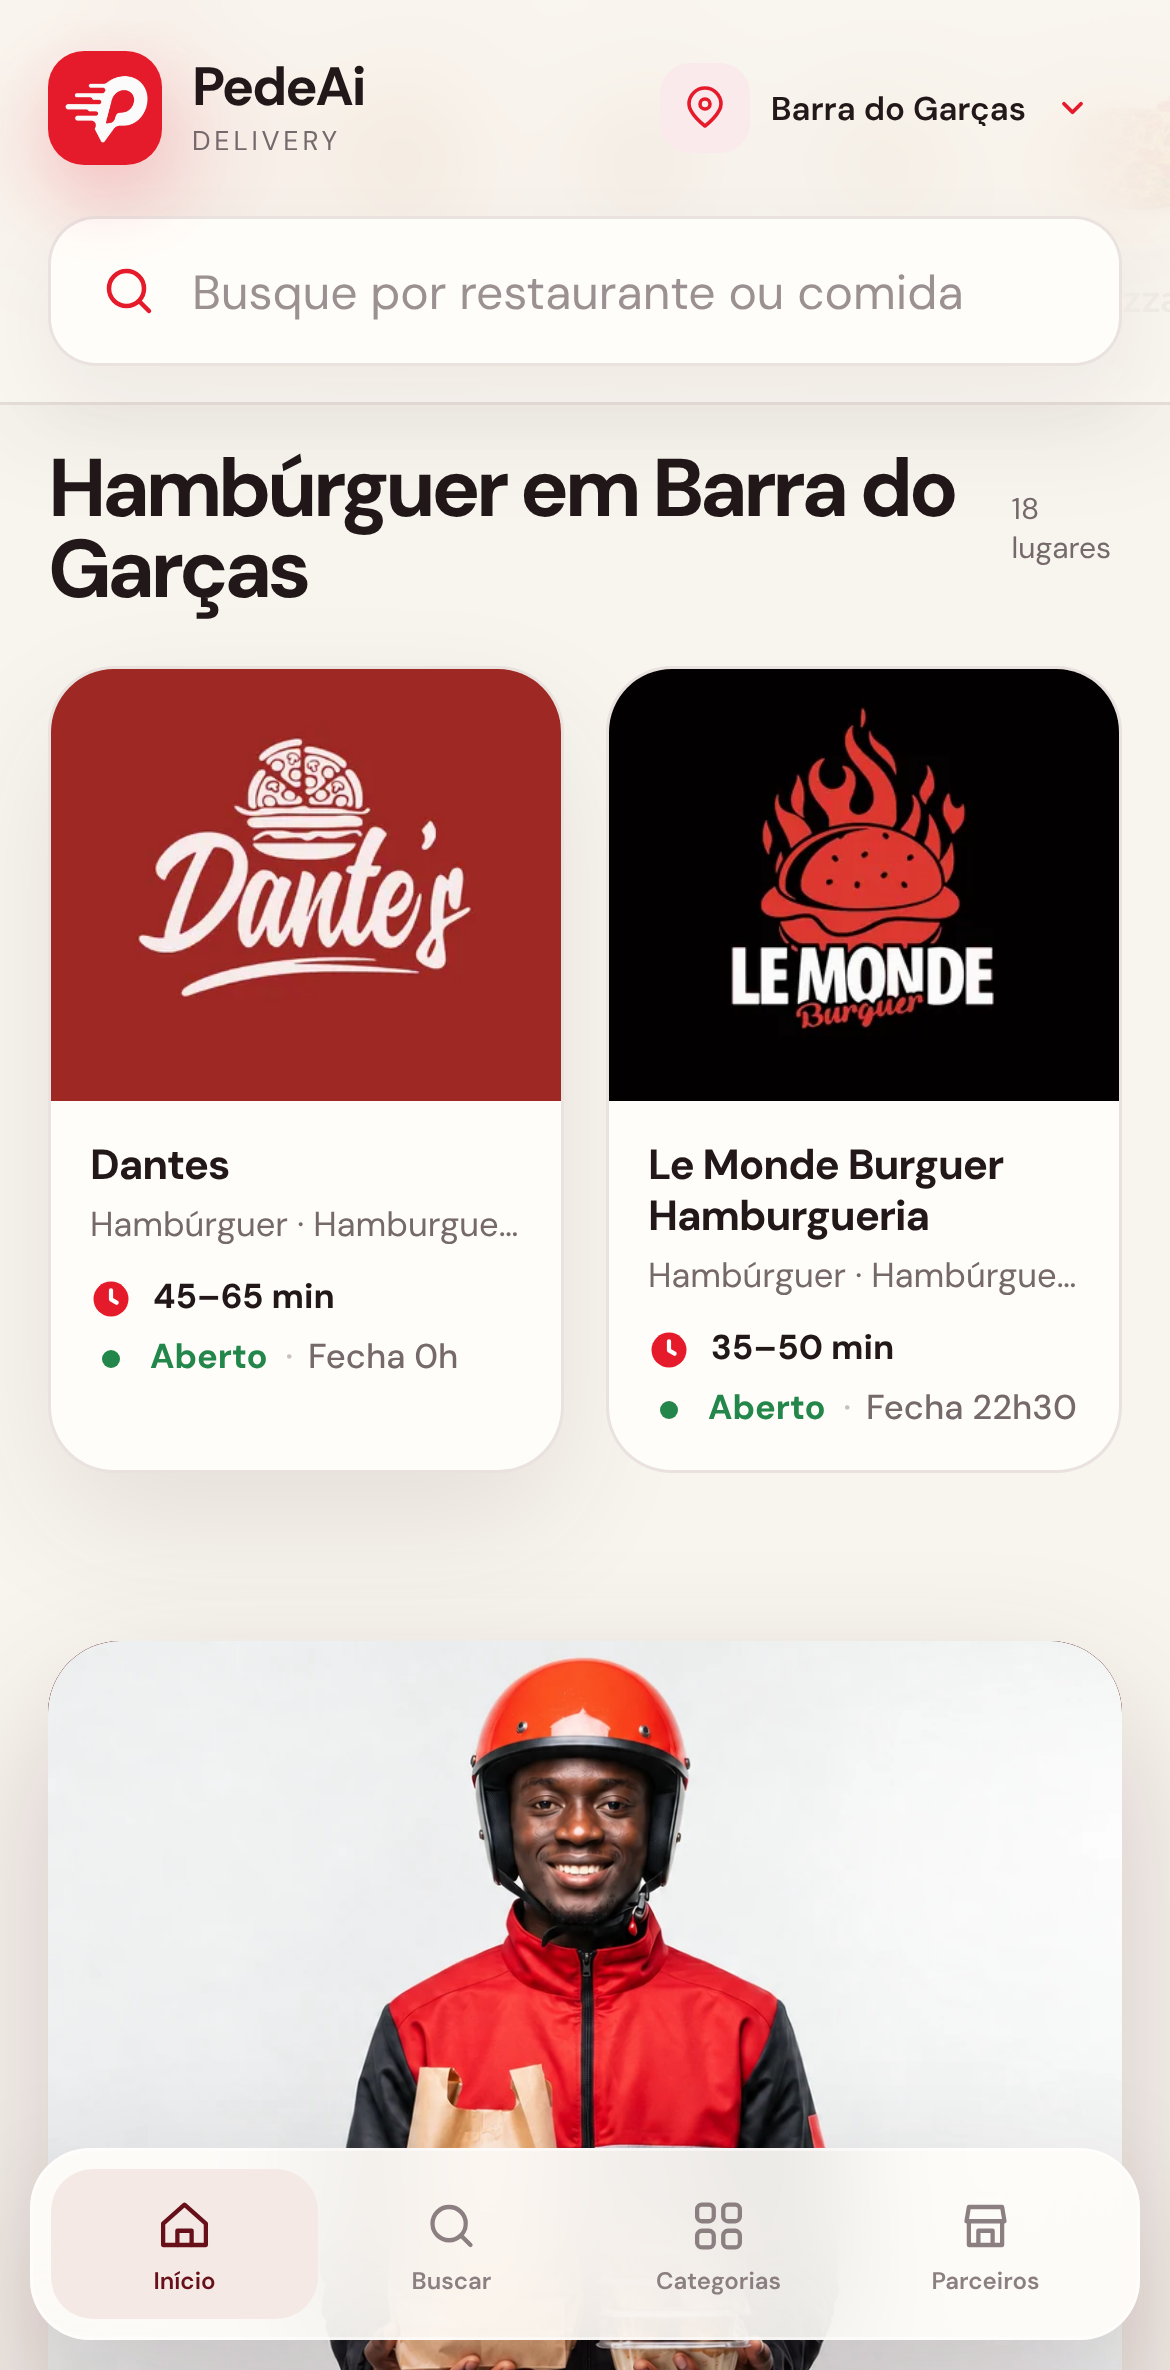 PedeAi
DELIVERY
Barra do Garças
Busque por restaurante ou comida
Hambúrguer em Barra do
Garças
18
lugares
Dante's
LE MONDE
Burguer
Dantes
Hambúrguer · Hamburgue...
45–65 min
Aberto · Fecha 0h
Le Monde Burguer
Hamburgueria
Hambúrguer · Hambúrgue...
35–50 min
Aberto · Fecha 22h30
Início
Buscar
Categorias
Parceiros